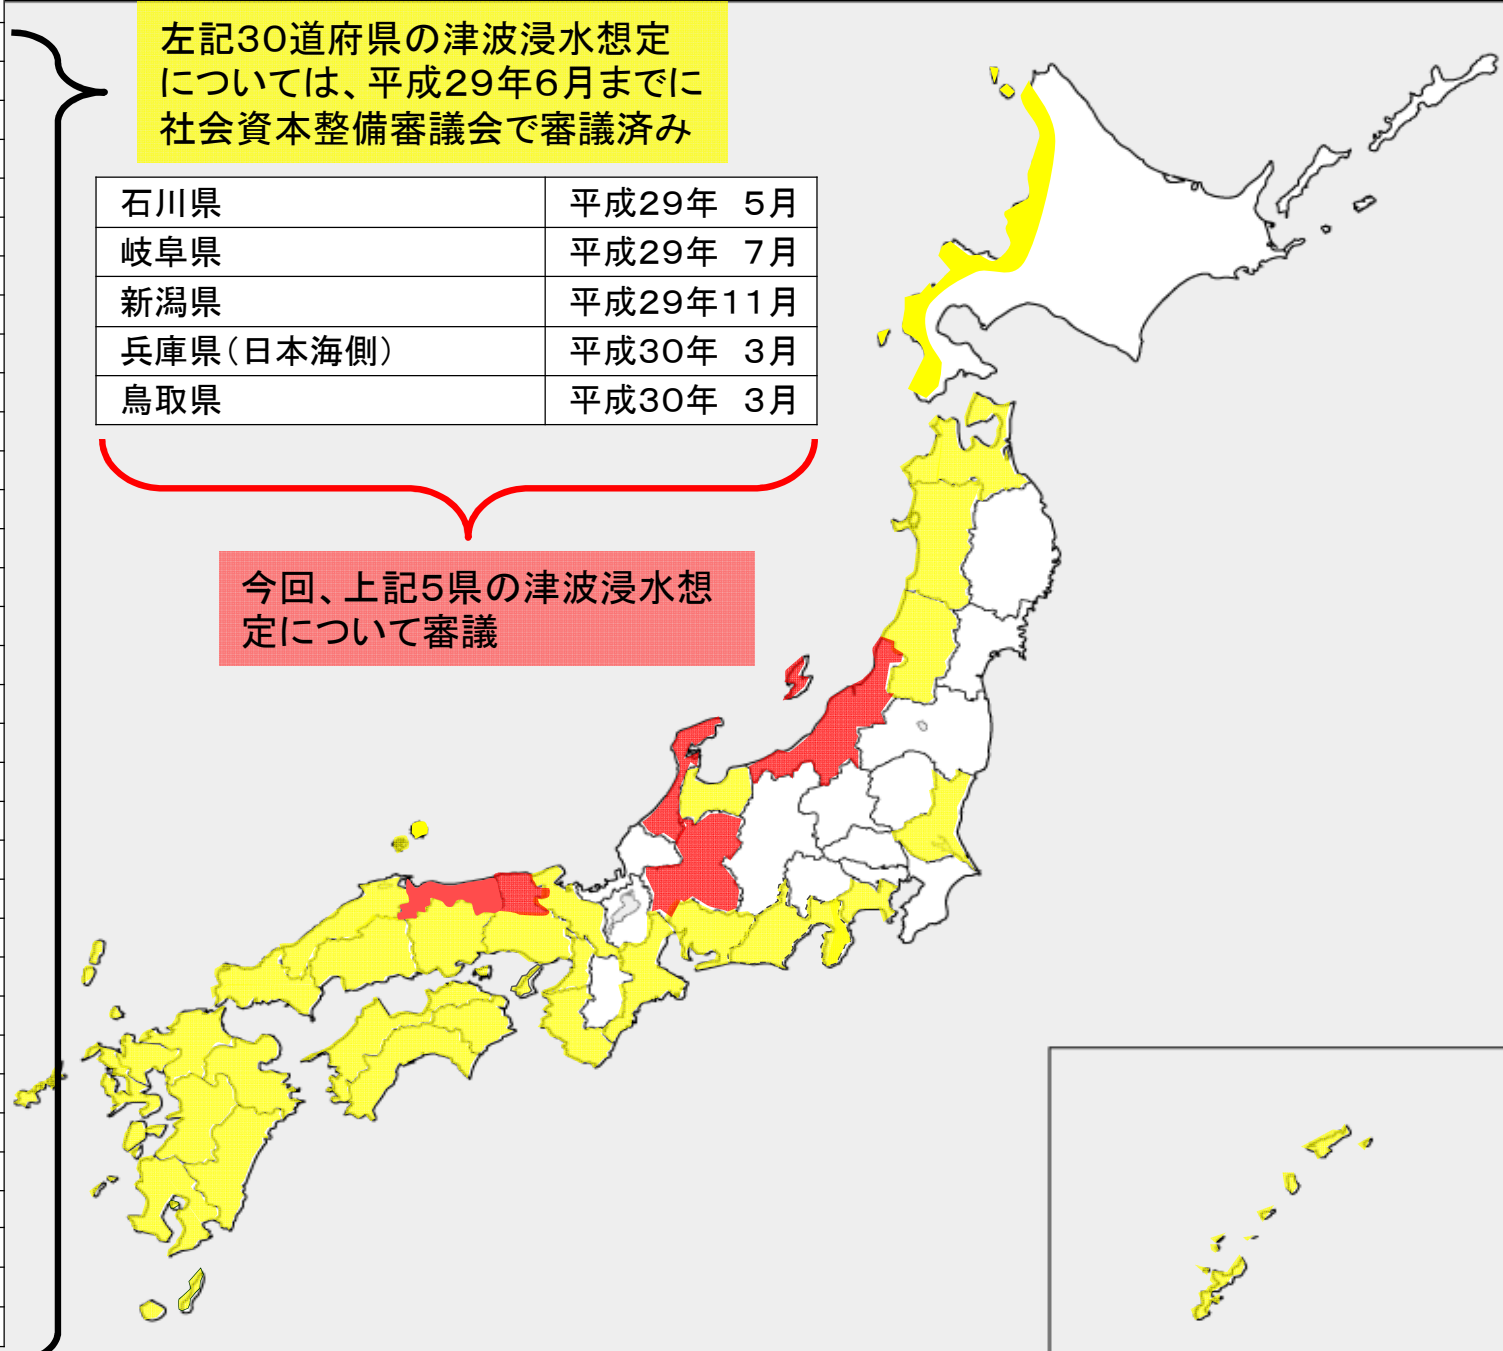 左記30道府県の津波浸水想定
については、平成29年6月までに
社会資本整備審議会で審議済み
石川県 平成29年 5月
岐阜県 平成29年 7月
新潟県 平成29年11月
兵庫県(日本海側) 平成30年 3月
鳥取県 平成30年 3月
今回、上記5県の津波浸水想
定について審議